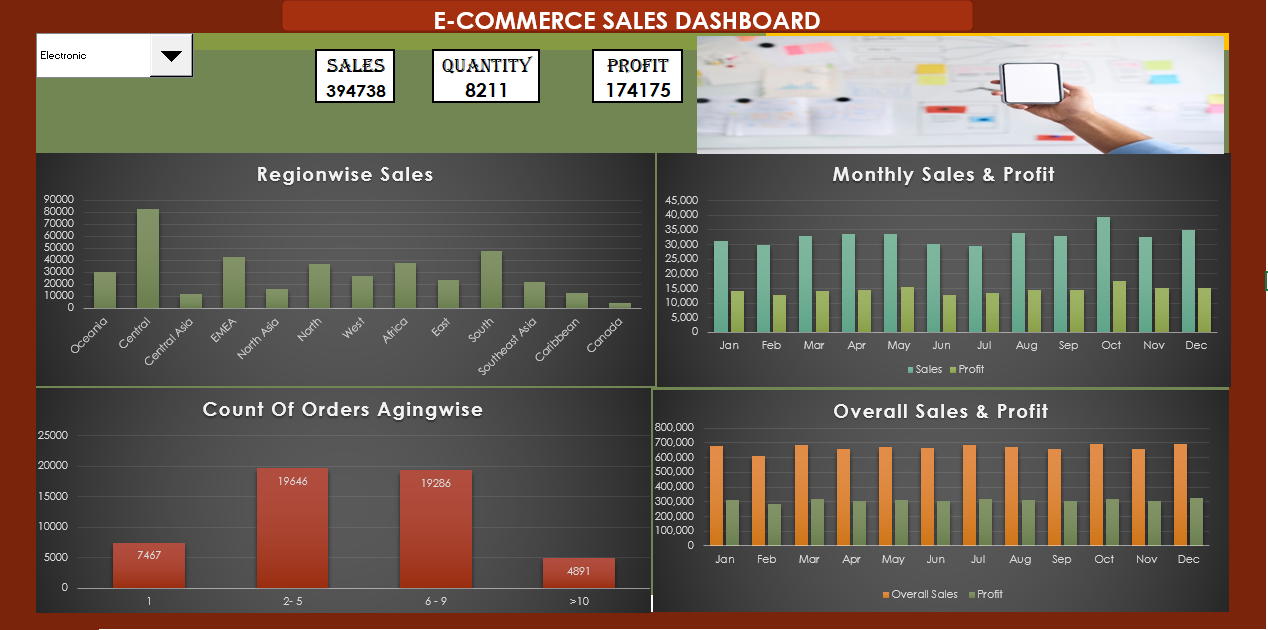 E-COMMERCE SALES DASHBOARD
Electronic
SALES
394738
QUANTITY
8211
PROFIT
174175
Regionwise Sales
90000
80000
70000
60000
50000
40000
30000
20000
10000
0
Oceania Central Central Asia EMEA North Asia North West Africa East South Southeast Asia Caribbean Canada
Monthly Sales & Profit
45,000
40,000
35,000
30,000
25,000
20,000
15,000
10,000
5,000
0
Jan Feb Mar Apr May Jun Jul Aug Sep Oct Nov Dec
Sales Profit
Count Of Orders Agingwise
25000
20000
15000
10000
5000
0
7467 19646 19286 4891
1 2- 5 6 - 9 >10
Overall Sales & Profit
800,000
700,000
600,000
500,000
400,000
300,000
200,000
100,000
0
Jan Feb Mar Apr May Jun Jul Aug Sep Oct Nov Dec
Overall Sales Profit